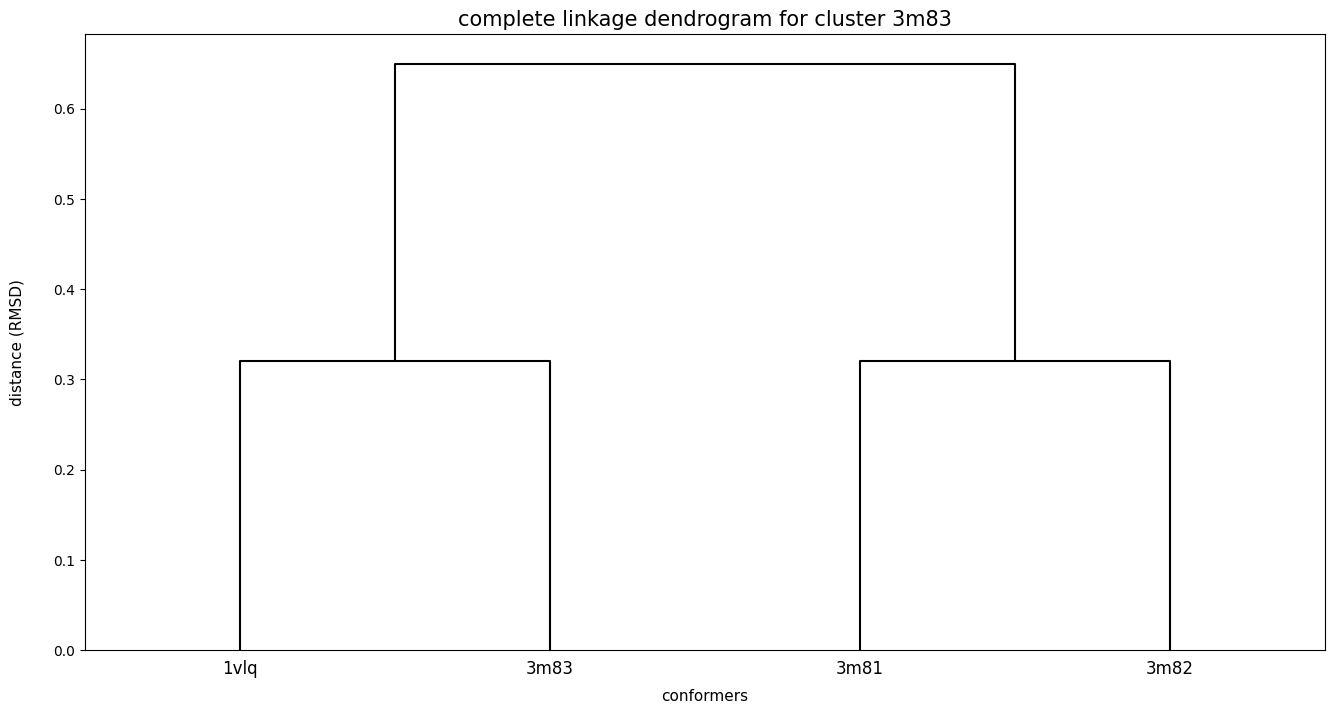 complete linkage dendrogram for cluster 3m83
distance (RMSD)
0.6
0.5
0.4
0.3
0.2
0.1
0.0
1vlq
3m83
3m81
3m82
conformers